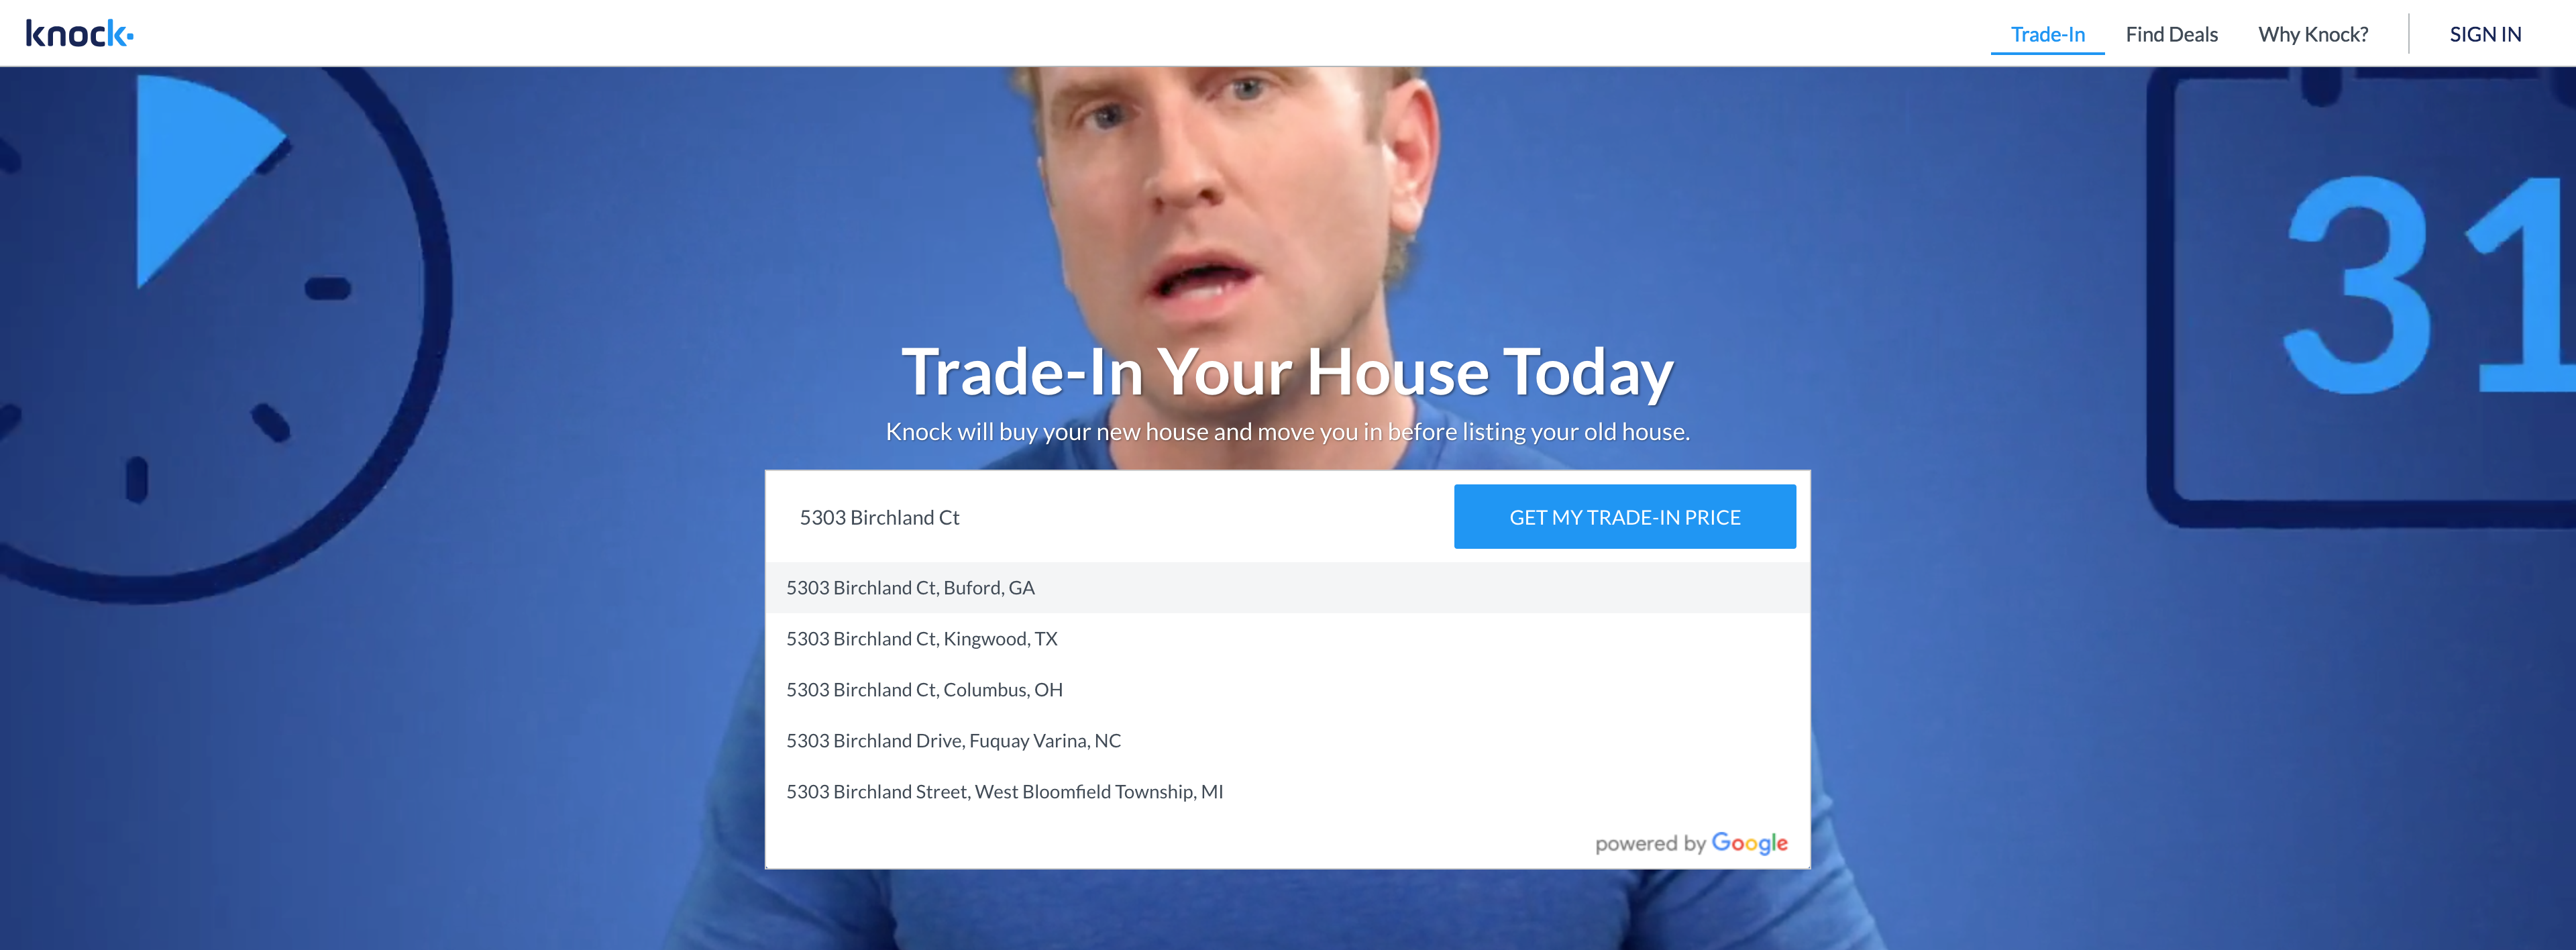 knock
Trade-In
Find Deals
Why Knock?
SIGN IN
31
Trade-In Your House Today
Knock will buy your new house and move you in before listing your old house.
5303 Birchland Ct
GET MY TRADE-IN PRICE
5303 Birchland Ct, Buford, GA
5303 Birchland Ct, Kingwood, TX
5303 Birchland Ct, Columbus, OH
5303 Birchland Drive, Fuquay Varina, NC
5303 Birchland Street, West Bloomfield Township, MI
powered by Google